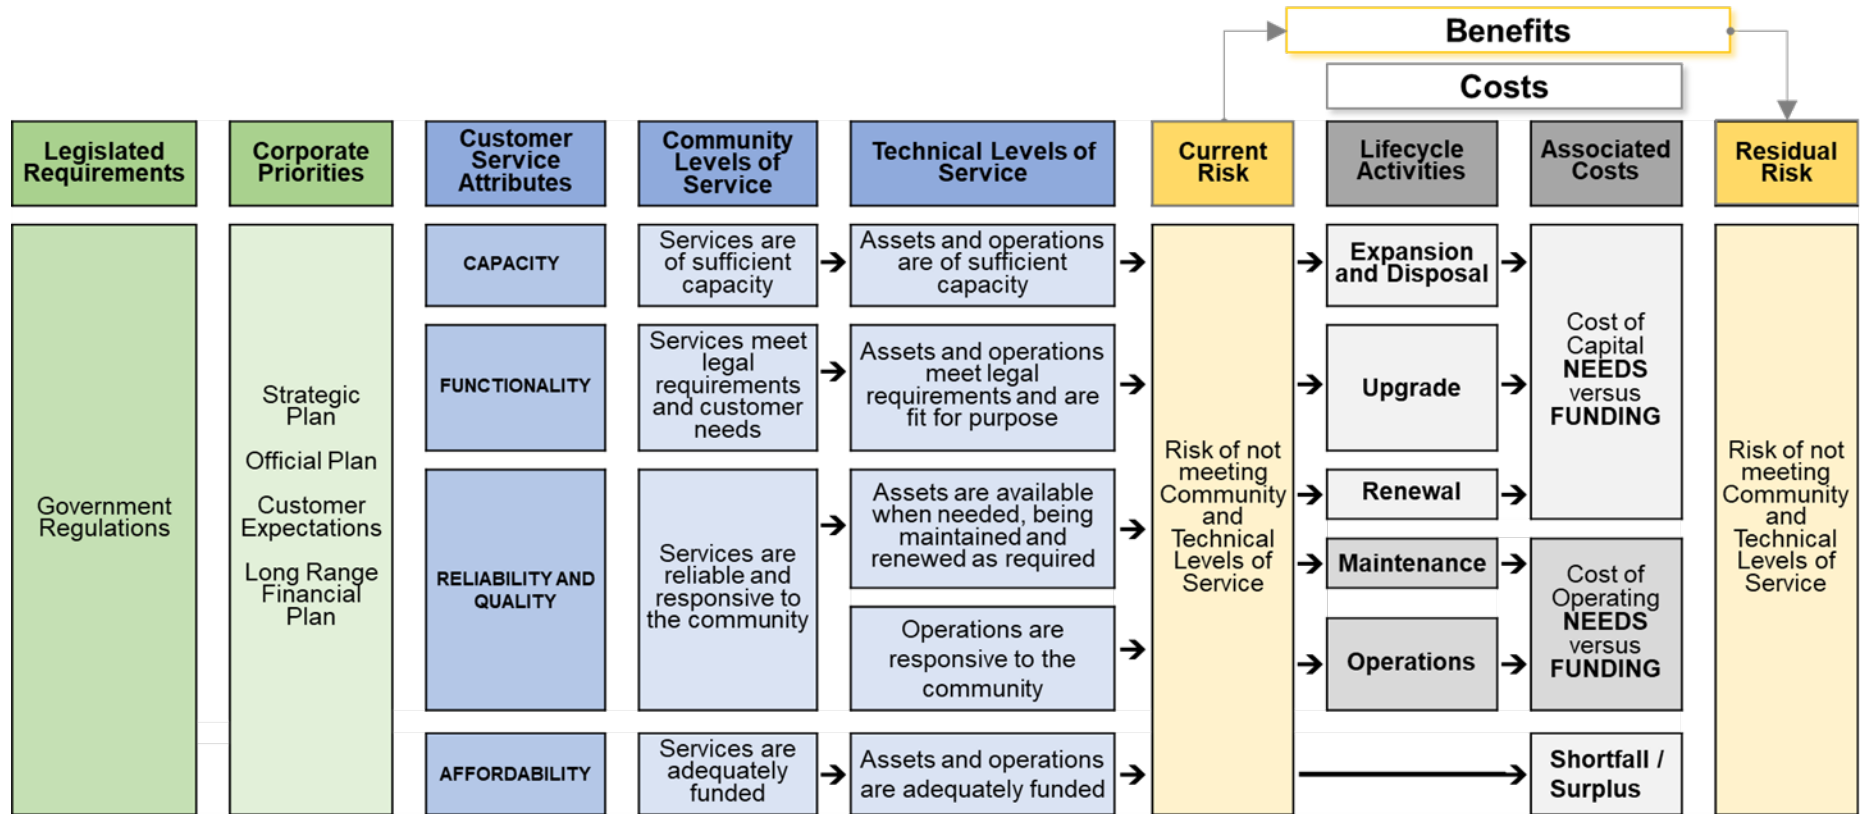 Benefits
Costs
Legislated
Requirements
Corporate
Priorities
Customer
Service
Attributes
Community
Levels of
Service
Technical Levels of
Service
Current
Risk
Lifecycle
Activities
Associated
Costs
Residual
Risk
Government
Regulations
Strategic
Plan
Official Plan
Customer
Expectations
Long Range
Financial
Plan
CAPACITY
Services are
of sufficient
capacity
Assets and operations
are of sufficient
capacity
FUNCTIONALITY
Services meet
legal
requirements
and customer
needs
Assets and operations
meet legal
requirements and are
fit for purpose
RELIABILITY AND
QUALITY
Services are
reliable and
responsive to
the community
Assets are available
when needed, being
maintained and
renewed as required
Operations are
responsive to the
community
AFFORDABILITY
Services are
adequately
funded
Assets and operations
are adequately funded
Risk of not
meeting
Community
and
Technical
Levels of
Service
Expansion
and Disposal
Upgrade
Renewal
Maintenance
Operations
Cost of
Capital
NEEDS
versus
FUNDING
Cost of
Operating
NEEDS
versus
FUNDING
Shortfall /
Surplus
Risk of not
meeting
Community
and
Technical
Levels of
Service